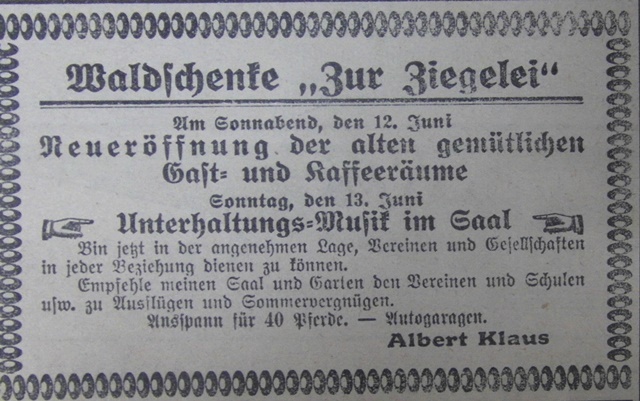 Waldschenke „Zur Ziegelei“
Am Sonnabend, den 12. Juni
Neueröffnung der alten gemütlichen
Gast- und Kaffeeräume
Sonntag, den 13. Juni
Unterhaltungs-Musik im Saal
Bin jetzt in der angenehmen Lage, Vereinen und Gesellschaften
in jeder Beziehung dienen zu können.
Empfehle meinen Saal und Garten den Vereinen und Schulen
usw. zu Ausflügen und Sommervergnügen.
Ausspann für 40 Pferde. — Autogaragen.
Albert Klaus